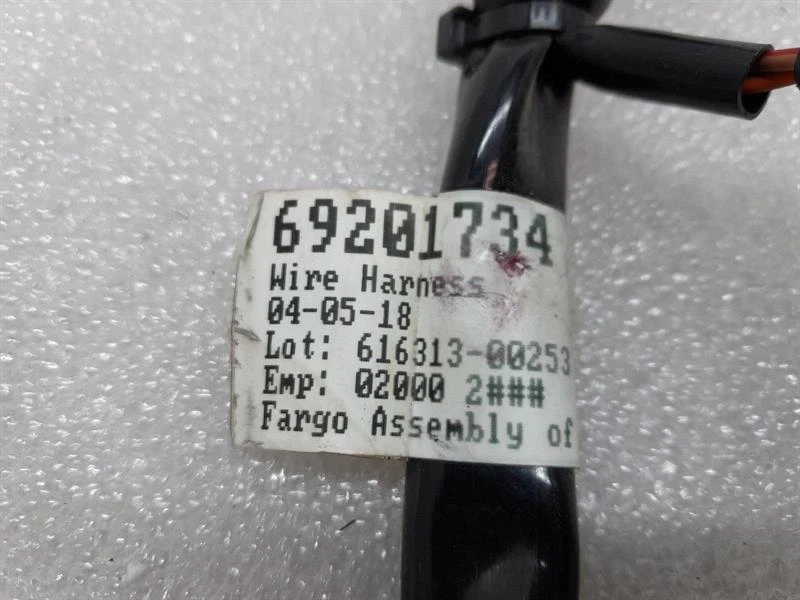 69201734
Wire Harness
04-05-18
Lot: 616313-00253
Emp: 02000 2###
Fargo Assembly of